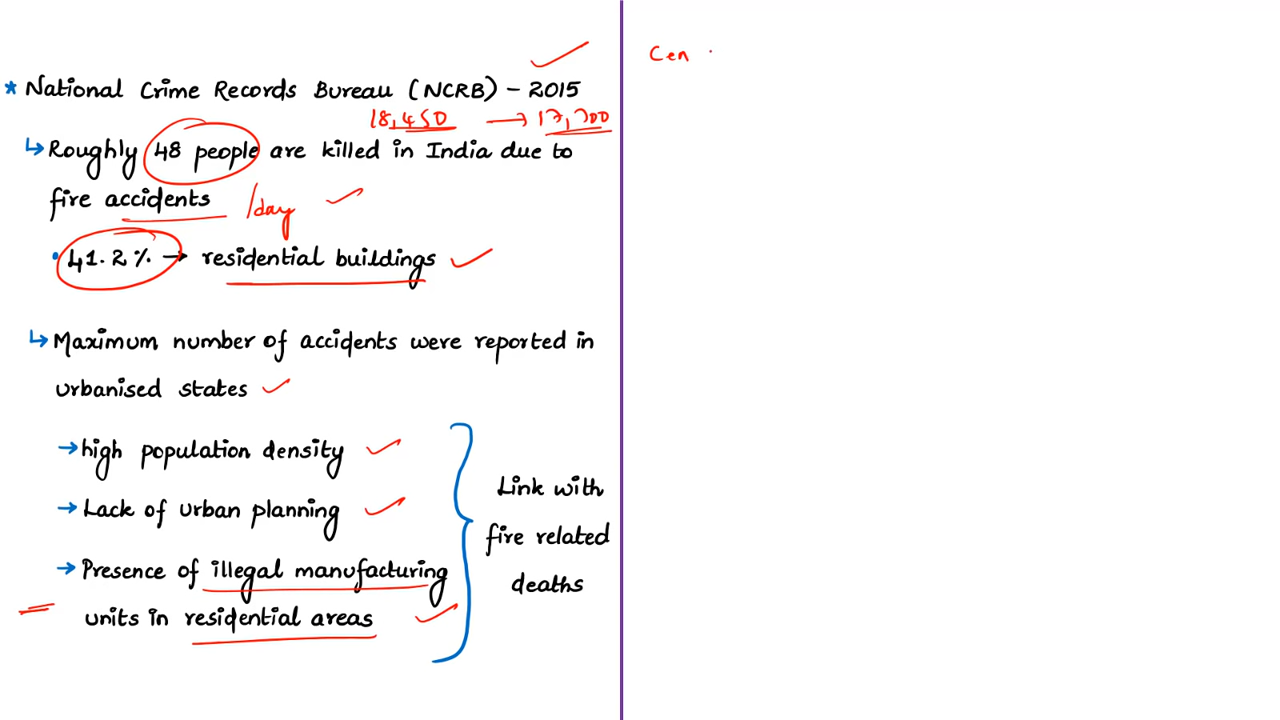 * National Crime Records Bureau (NCRB) - 2015
18,450 → 17,700
↳ Roughly 48 people are killed in India due to
fire accidents /day
• 41.2% → residential buildings
↳ Maximum number of accidents were reported in
urbanised states
→ high population density
→ Lack of urban planning
→ Presence of illegal manufacturing
units in residential areas
Link with
fire related
deaths
Cen